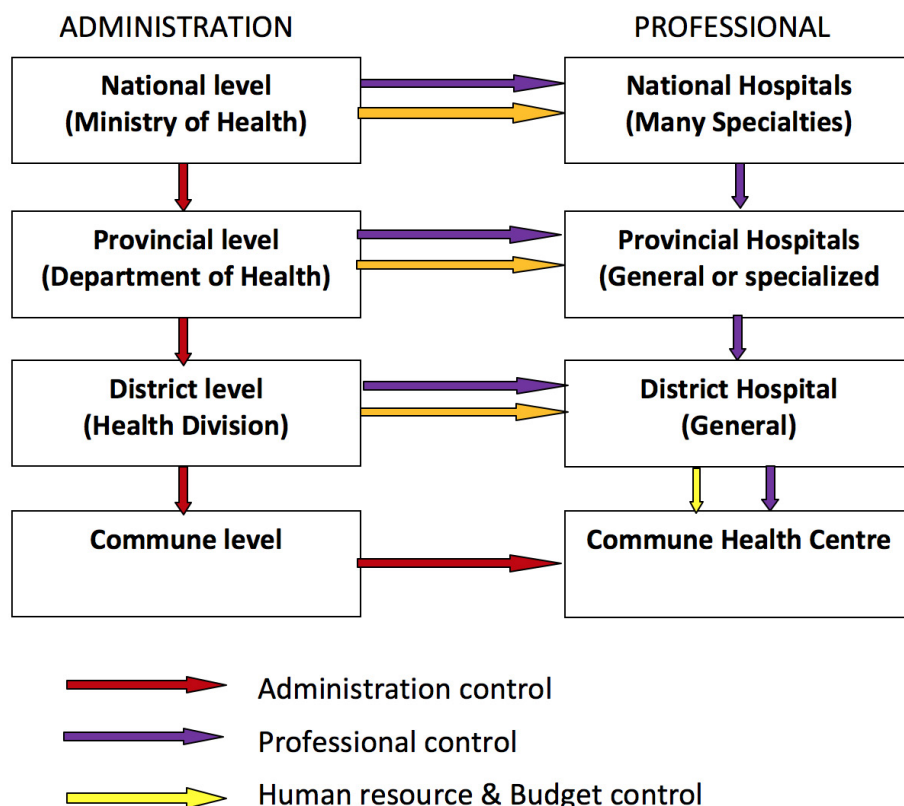 ADMINISTRATION
PROFESSIONAL
National level
(Ministry of Health)
National Hospitals
(Many Specialties)
Provincial level
(Department of Health)
Provincial Hospitals
(General or specialized
District level
(Health Division)
District Hospital
(General)
Commune level
Commune Health Centre
Administration control
Professional control
Human resource & Budget control